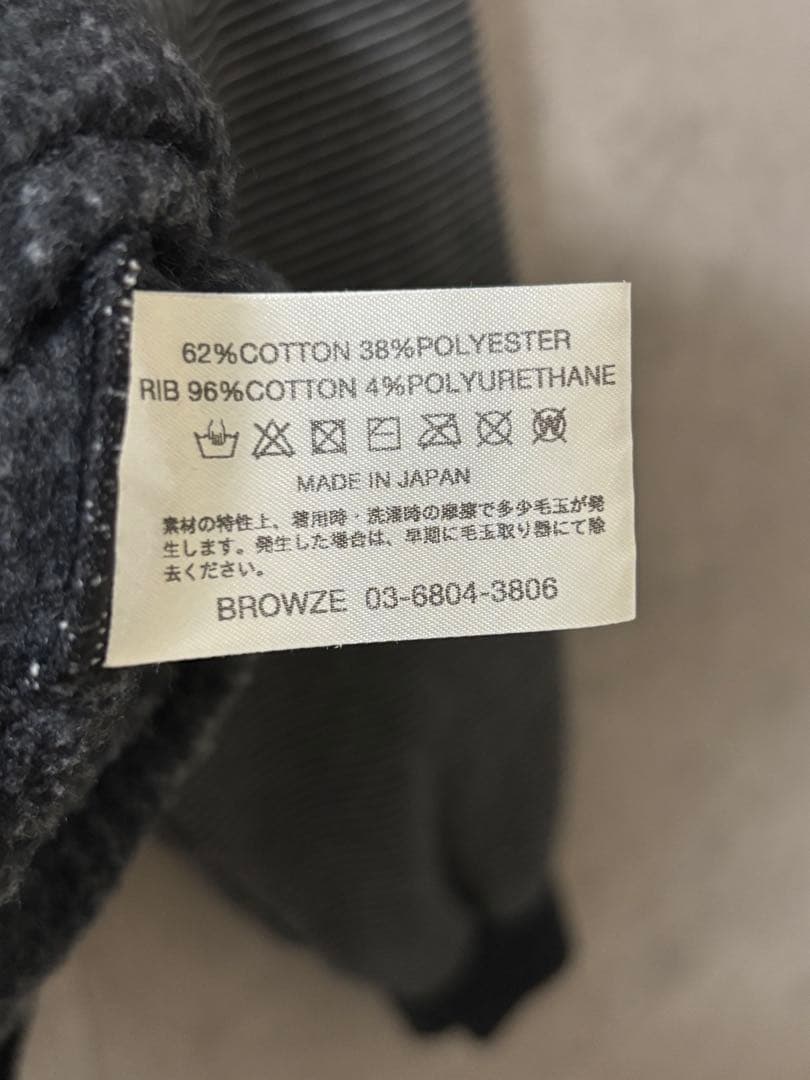 62%COTTON 38%POLYESTER
RIB 96%COTTON 4%POLYURETHANE
W
MADE IN JAPAN
素材の特性上、着用時・洗濯時の摩擦で多少毛玉が発
生します。発生した場合は、早期に毛玉取り器にて除
去ください。
BROWZE 03-6804-3806